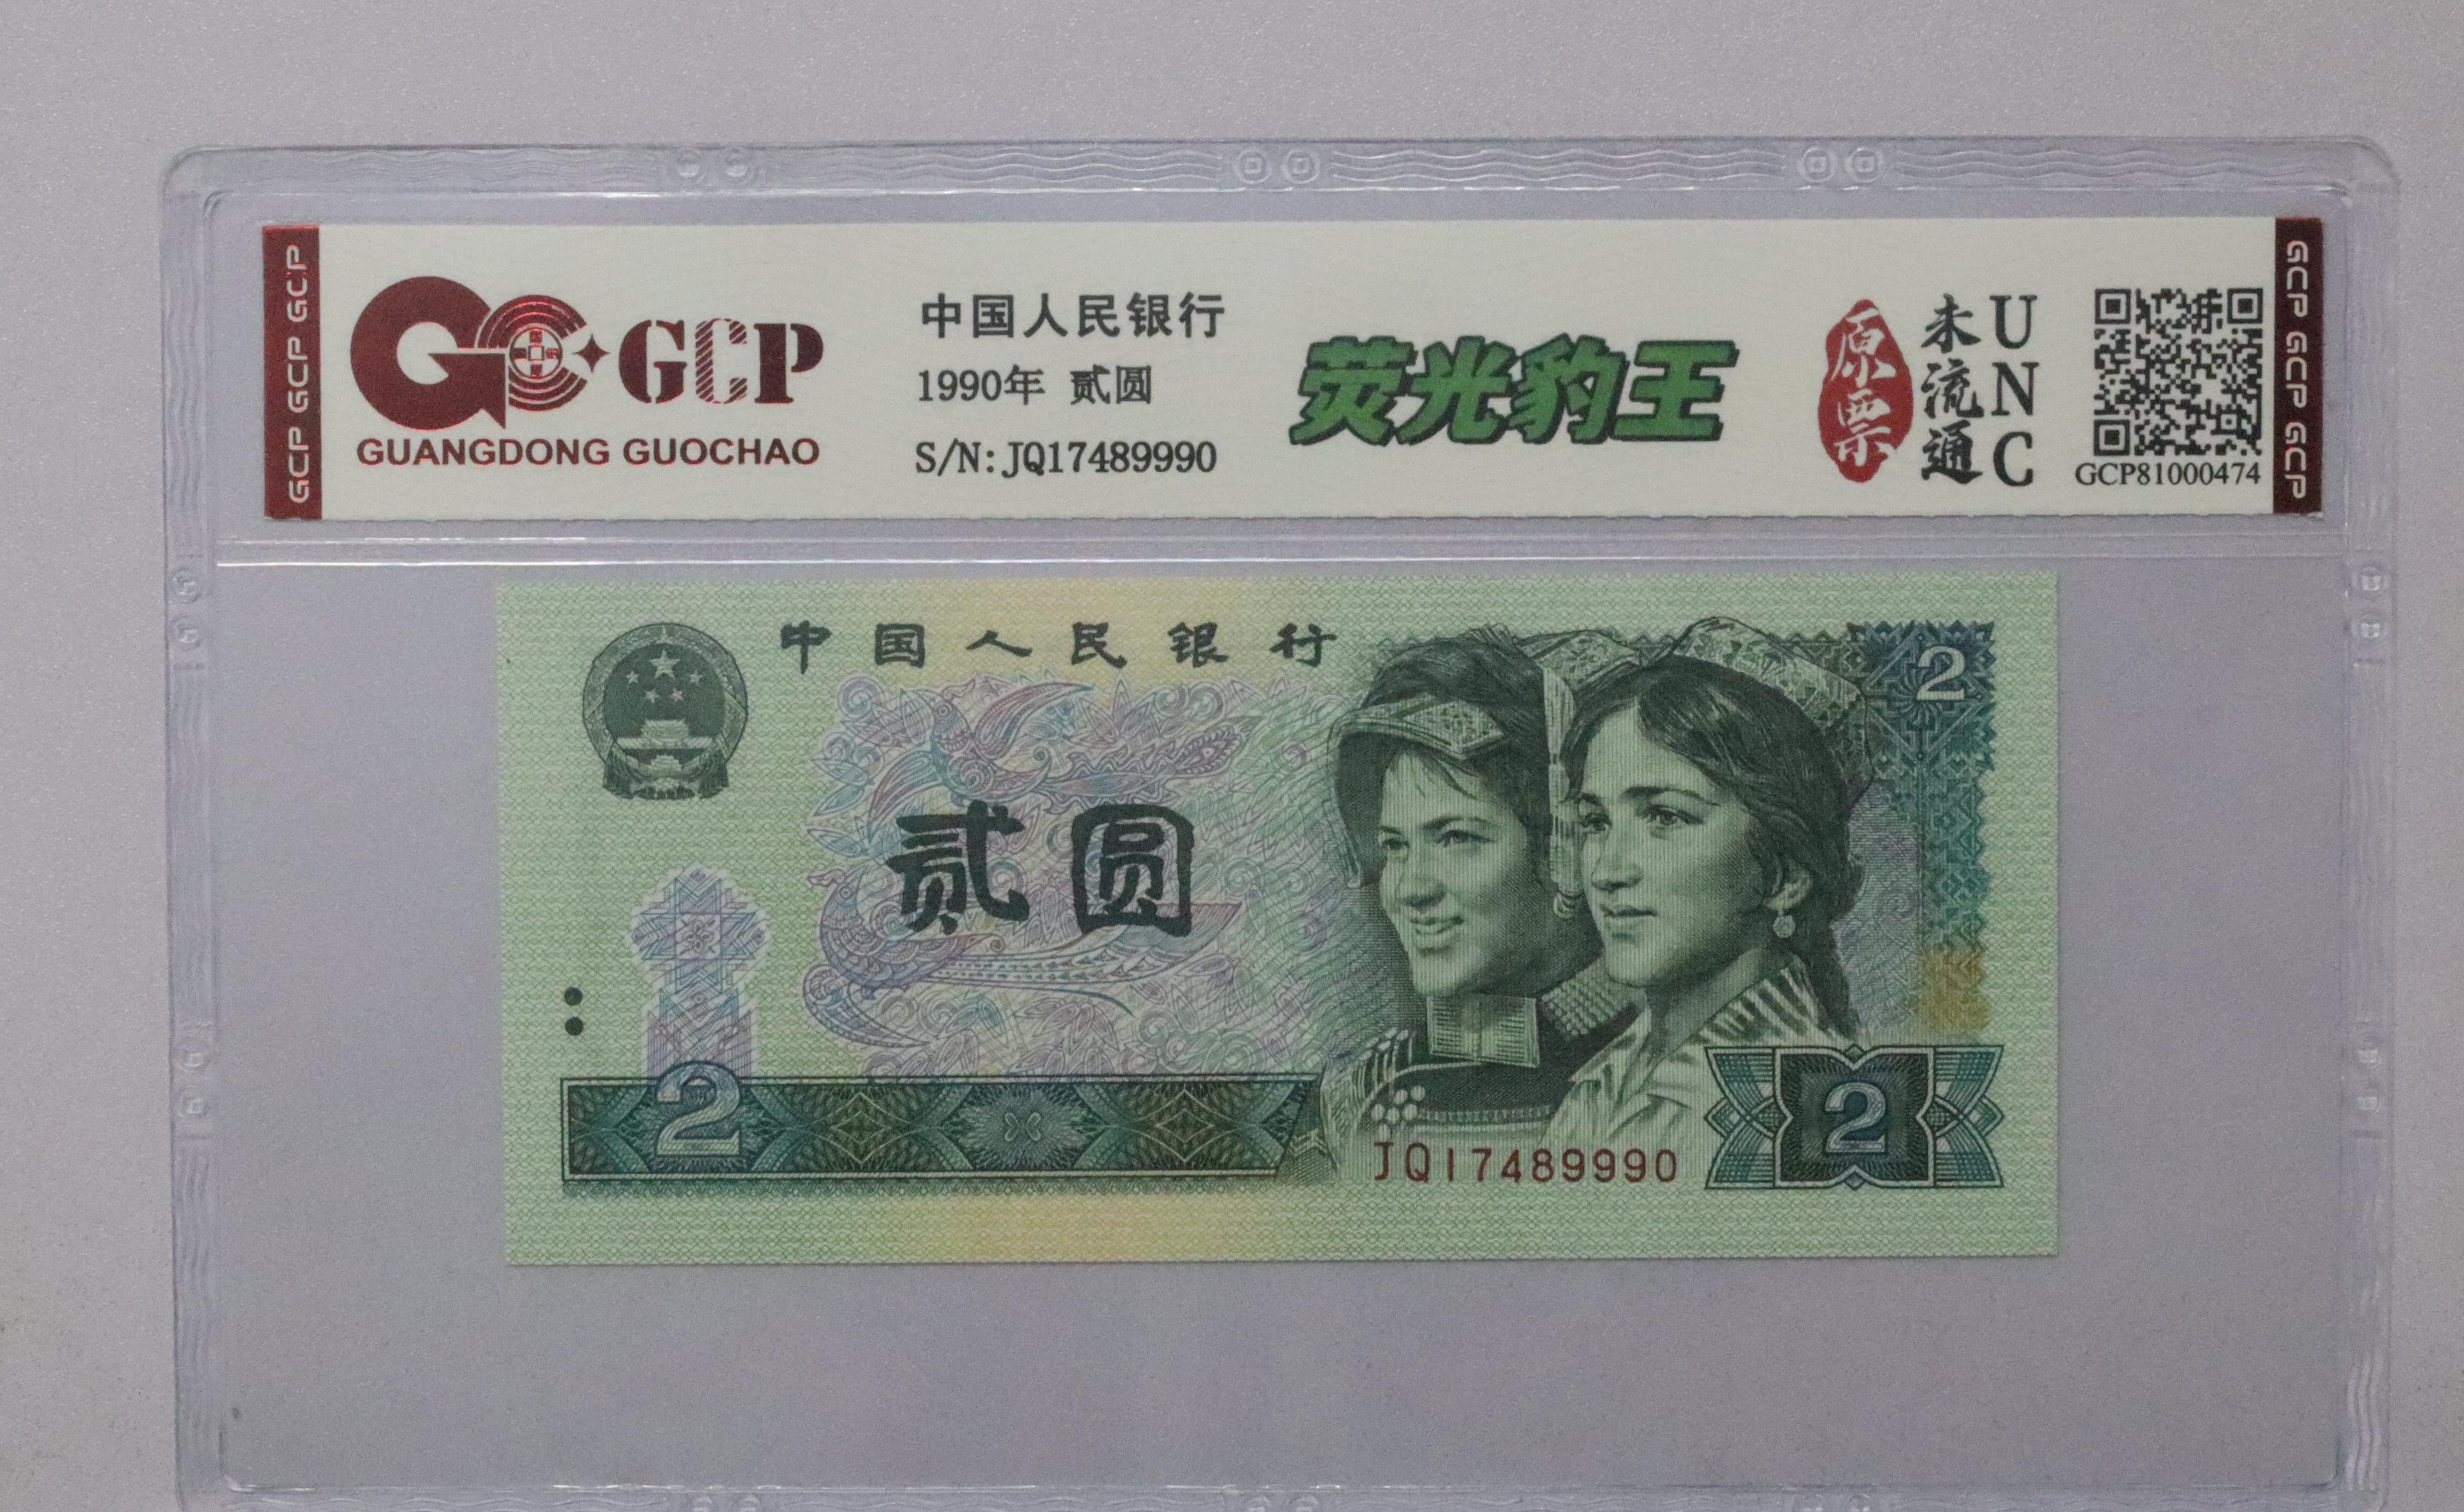 GCP GCP GCP
GCP
GUANGDONG GUOCHAO
中国人民银行
1990年 贰圆
S/N: JQ17489990
荧光豹王
原票
未流通
UNC
GCP81000474
GCP GCP GCP
中国人民银行
2
贰圆
2
JQ17489990
2